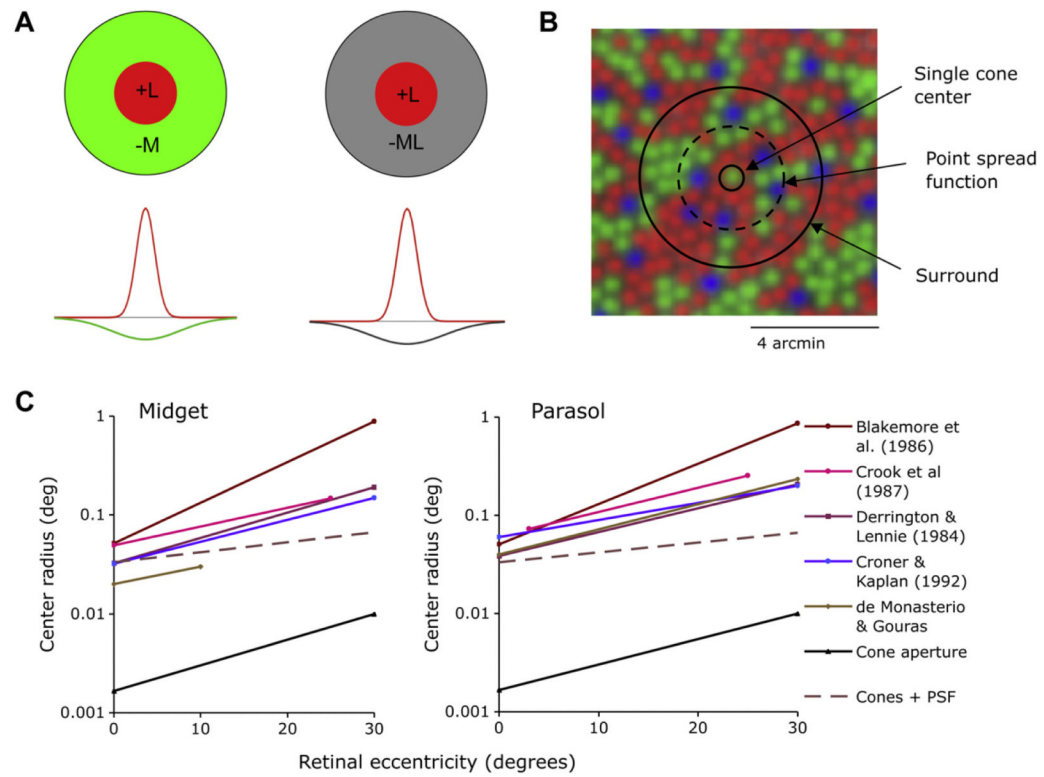 A
+L
-M
+L
-ML
B
Single cone
center
Point spread
function
Surround
4 arcmin
C
Midget
Center radius (deg)
1
0.1
0.01
0.001
0
10
20
30
Parasol
Center radius (deg)
1
0.1
0.01
0.001
0
10
20
30
Retinal eccentricity (degrees)
Blakemore et
al. (1986)
Crook et al
(1987)
Derrington &
Lennie (1984)
Croner &
Kaplan (1992)
de Monasterio
& Gouras
Cone aperture
Cones + PSF